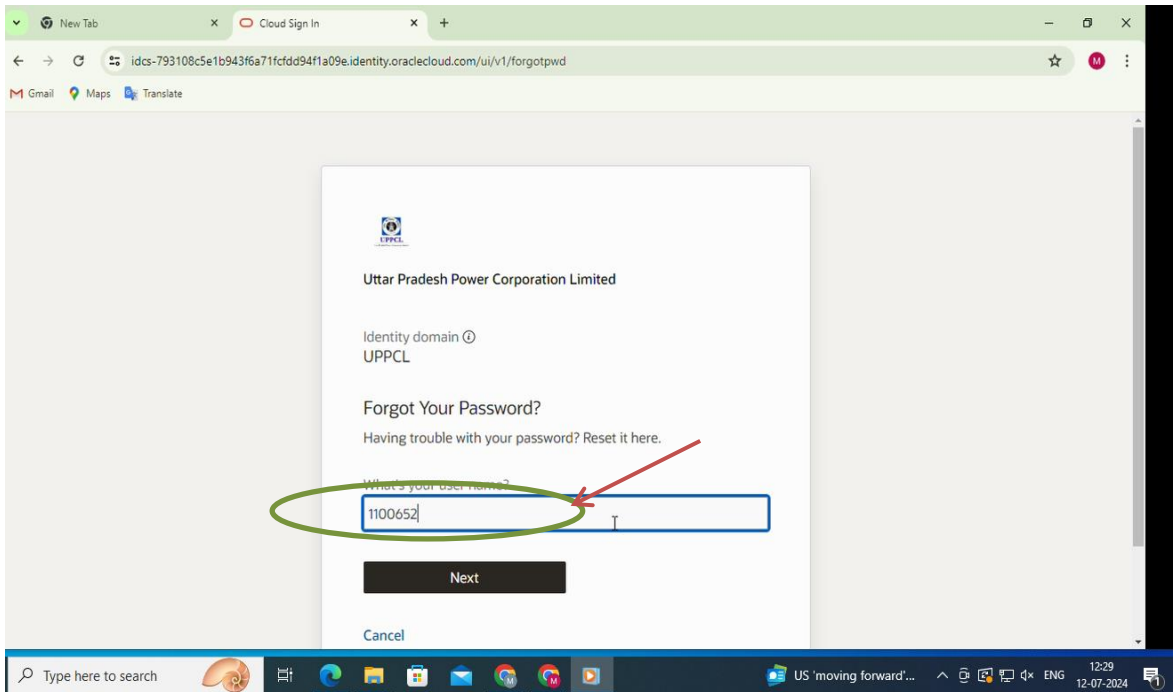 New Tab
Cloud Sign In
idcs-793108c5e1b943f6a71fcfdd94f1a09e.identity.oraclecloud.com/ui/v1/forgotpwd
M
Gmail Maps Translate
UPPCL
Uttar Pradesh Power Corporation Limited
Identity domain
UPPCL
Forgot Your Password?
Having trouble with your password? Reset it here.
What's your user name?
1100652
Next
Cancel
Type here to search
US 'moving forward'...
ENG
12:29
12-07-2024